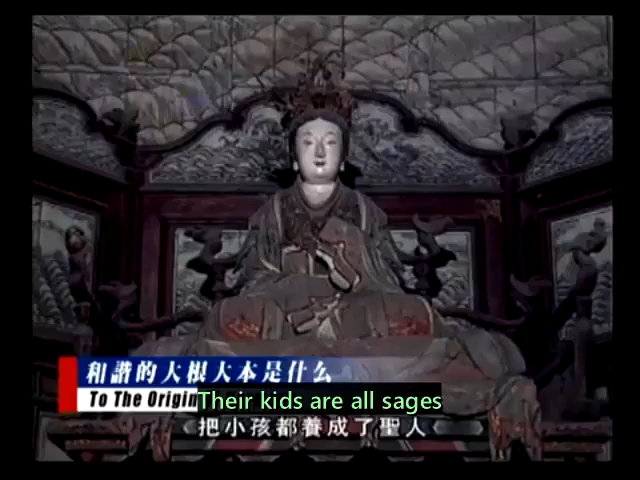 和諧的大根大本是什么
To The Origin
Their kids are all sages
把小孩都養成了聖人